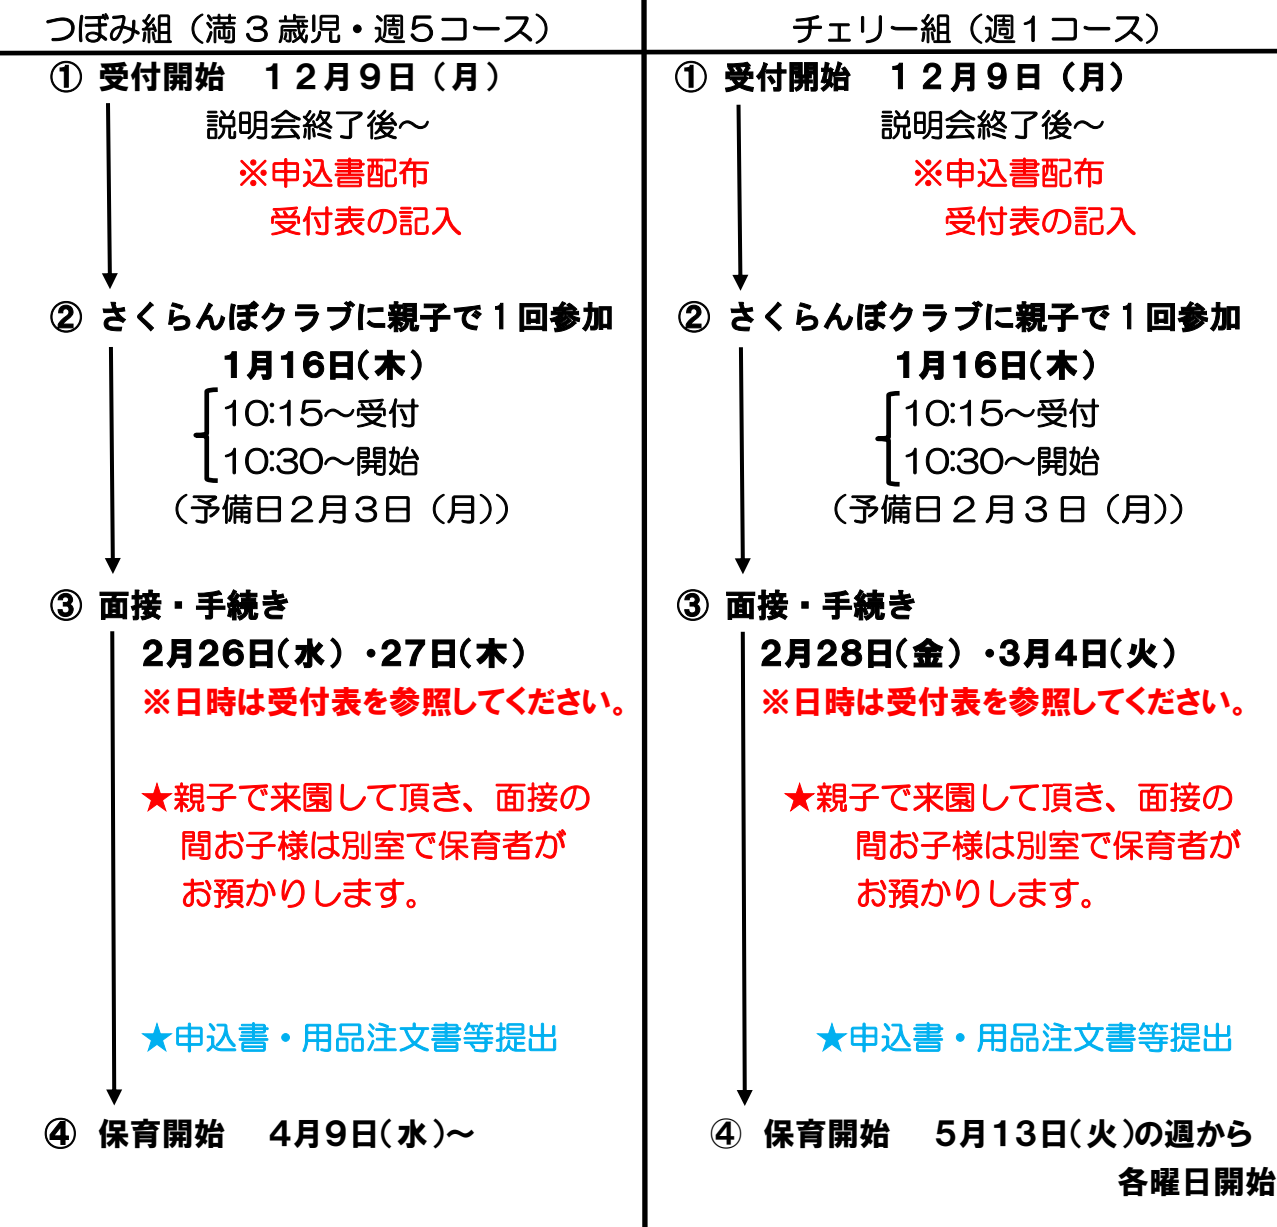 つぼみ組（満３歳児・週５コース）
① 受付開始　１２月９日（月）
説明会終了後～
※申込書配布
受付表の記入
② さくらんぼクラブに親子で１回参加
1月16日(木)
10:15～受付
10:30～開始
（予備日２月３日（月））
③ 面接・手続き
2月26日(水）・27日(木）
※日時は受付表を参照してください。
★親子で来園して頂き、面接の
間お子様は別室で保育者が
お預かりします。
★申込書・用品注文書等提出
④ 保育開始　4月9日(水)～
チェリー組（週１コース）
① 受付開始　１２月９日（月）
説明会終了後～
※申込書配布
受付表の記入
② さくらんぼクラブに親子で１回参加
1月16日(木)
10:15～受付
10:30～開始
（予備日２月３日（月））
③ 面接・手続き
2月28日(金）・3月4日(火)
※日時は受付表を参照してください。
★親子で来園して頂き、面接の
間お子様は別室で保育者が
お預かりします。
★申込書・用品注文書等提出
④ 保育開始　5月13日(火)の週から
各曜日開始